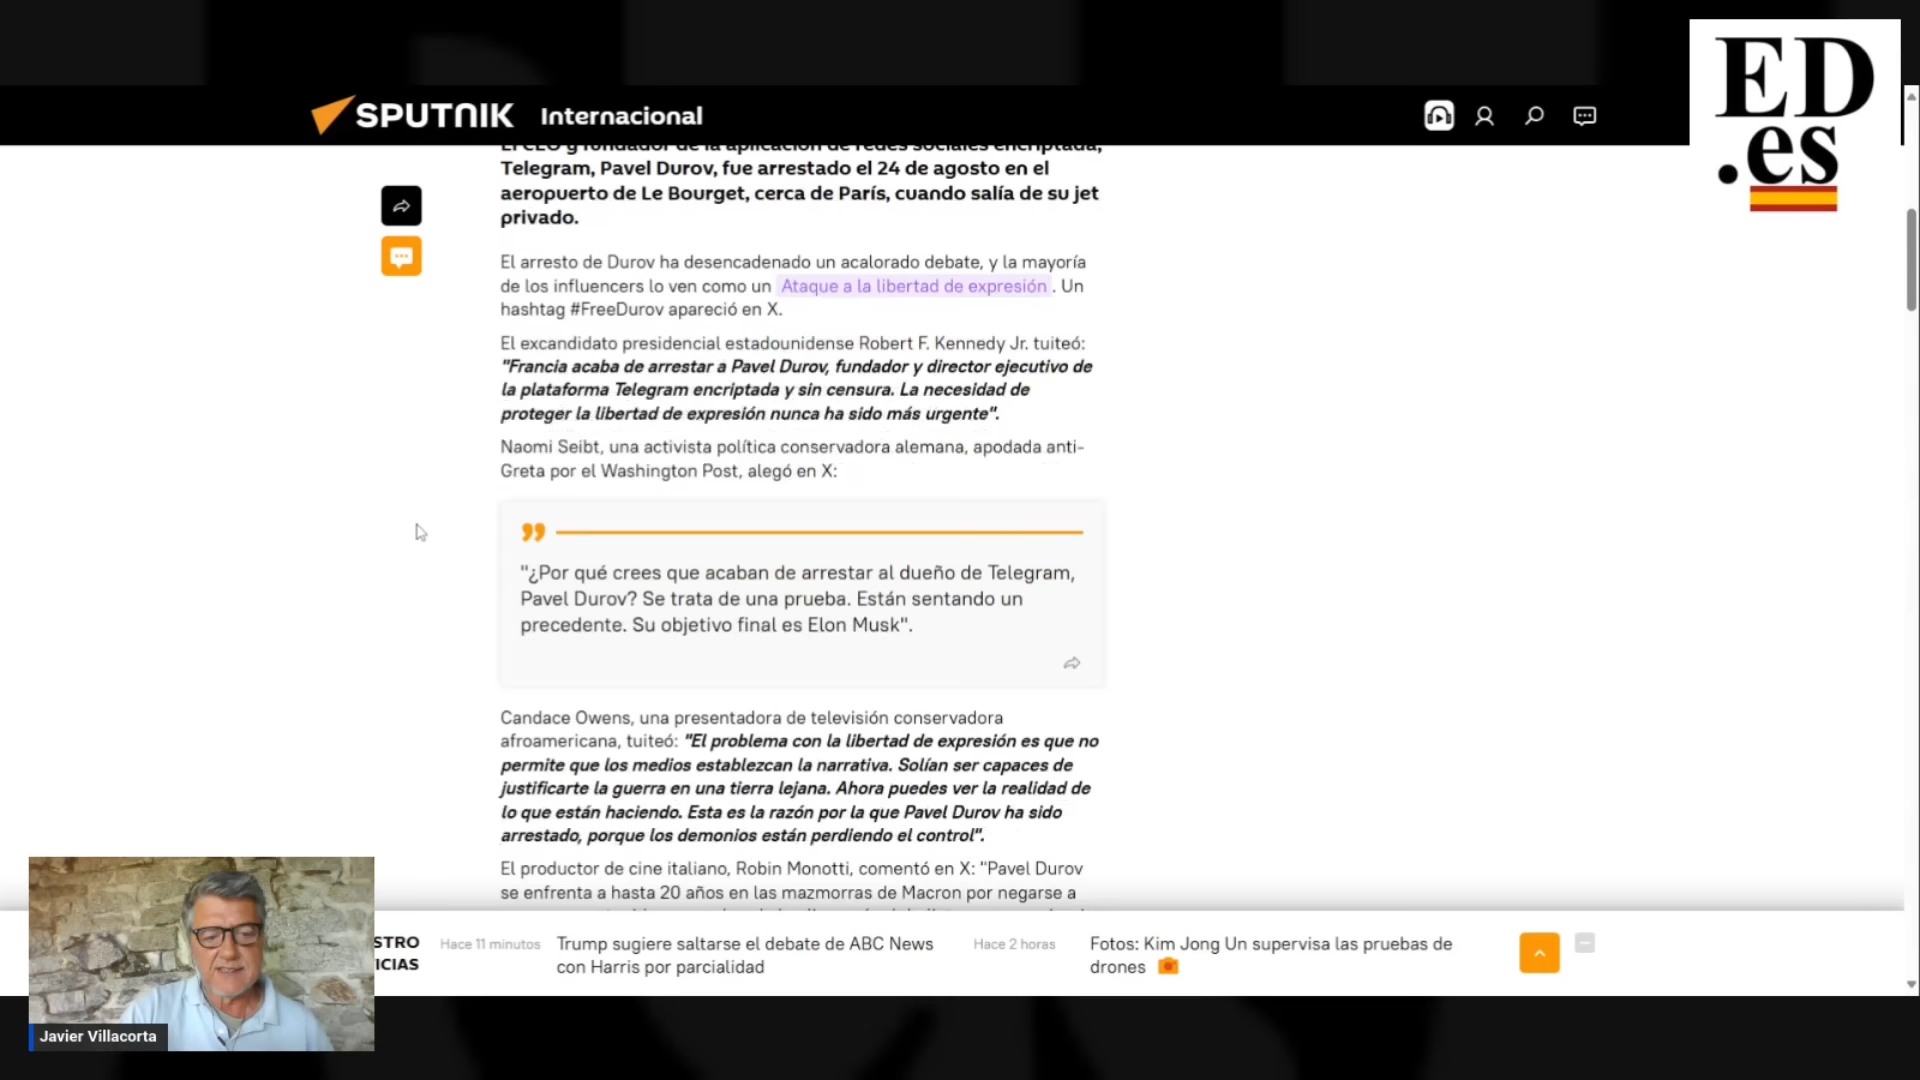 ED
.es
SPUTNIK Internacional
El CEO y fundador de la aplicación de redes sociales encriptada,
Telegram, Pavel Durov, fue arrestado el 24 de agosto en el
aeropuerto de Le Bourget, cerca de París, cuando salía de su jet
privado.
El arresto de Durov ha desencadenado un acalorado debate, y la mayoría
de los influencers lo ven como un Ataque a la libertad de expresión . Un
hashtag #FreeDurov apareció en X.
El excandidato presidencial estadounidense Robert F. Kennedy Jr. tuiteó:
"Francia acaba de arrestar a Pavel Durov, fundador y director ejecutivo de
la plataforma Telegram encriptada y sin censura. La necesidad de
proteger la libertad de expresión nunca ha sido más urgente".
Naomi Seibt, una activista política conservadora alemana, apodada anti-
Greta por el Washington Post, alegó en X:
"¿Por qué crees que acaban de arrestar al dueño de Telegram,
Pavel Durov? Se trata de una prueba. Están sentando un
precedente. Su objetivo final es Elon Musk".
Candace Owens, una presentadora de televisión conservadora
afroamericana, tuiteó: "El problema con la libertad de expresión es que no
permite que los medios establezcan la narrativa. Solían ser capaces de
justificarte la guerra en una tierra lejana. Ahora puedes ver la realidad de
lo que están haciendo. Esta es la razón por la que Pavel Durov ha sido
arrestado, porque los demonios están perdiendo el control".
El productor de cine italiano, Robin Monotti, comentó en X: "Pavel Durov
se enfrenta a hasta 20 años en las mazmorras de Macron por negarse a
STRO
ICIAS
Hace 11 minutos
Trump sugiere saltarse el debate de ABC News
con Harris por parcialidad
Hace 2 horas
Fotos: Kim Jong Un supervisa las pruebas de
drones
Javier Villacorta